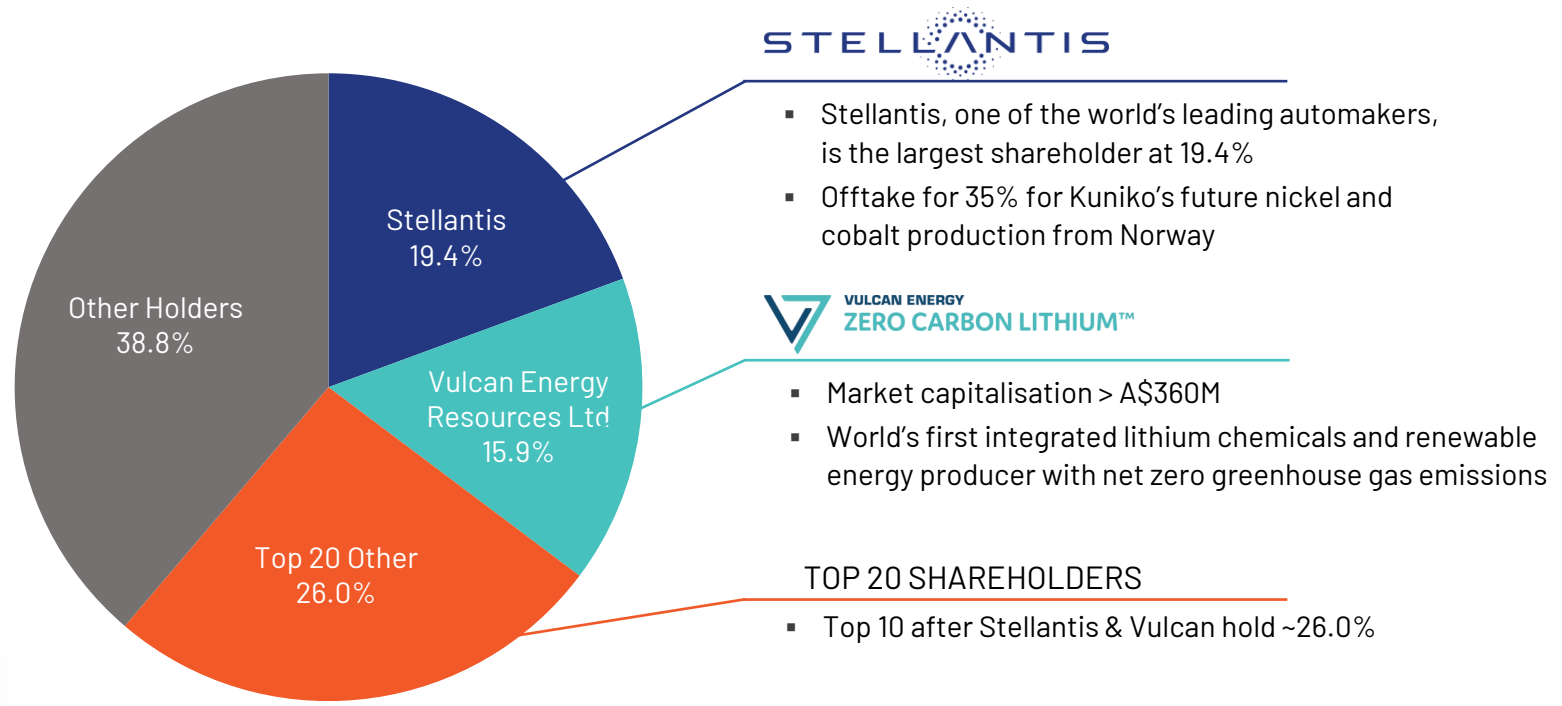 STELLANTIS
▪ Stellantis, one of the world's leading automakers,
is the largest shareholder at 19.4%
▪ Offtake for 35% for Kuniko's future nickel and
cobalt production from Norway
Stellantis
19.4%
Other Holders
38.8%
VULCAN ENERGY
ZERO CARBON LITHIUM™
Vulcan Energy
Resources Ltd
15.9%
▪ Market capitalisation > A$360M
▪ World's first integrated lithium chemicals and renewable
energy producer with net zero greenhouse gas emissions
Top 20 Other
26.0%
TOP 20 SHAREHOLDERS
▪ Top 10 after Stellantis & Vulcan hold ~26.0%